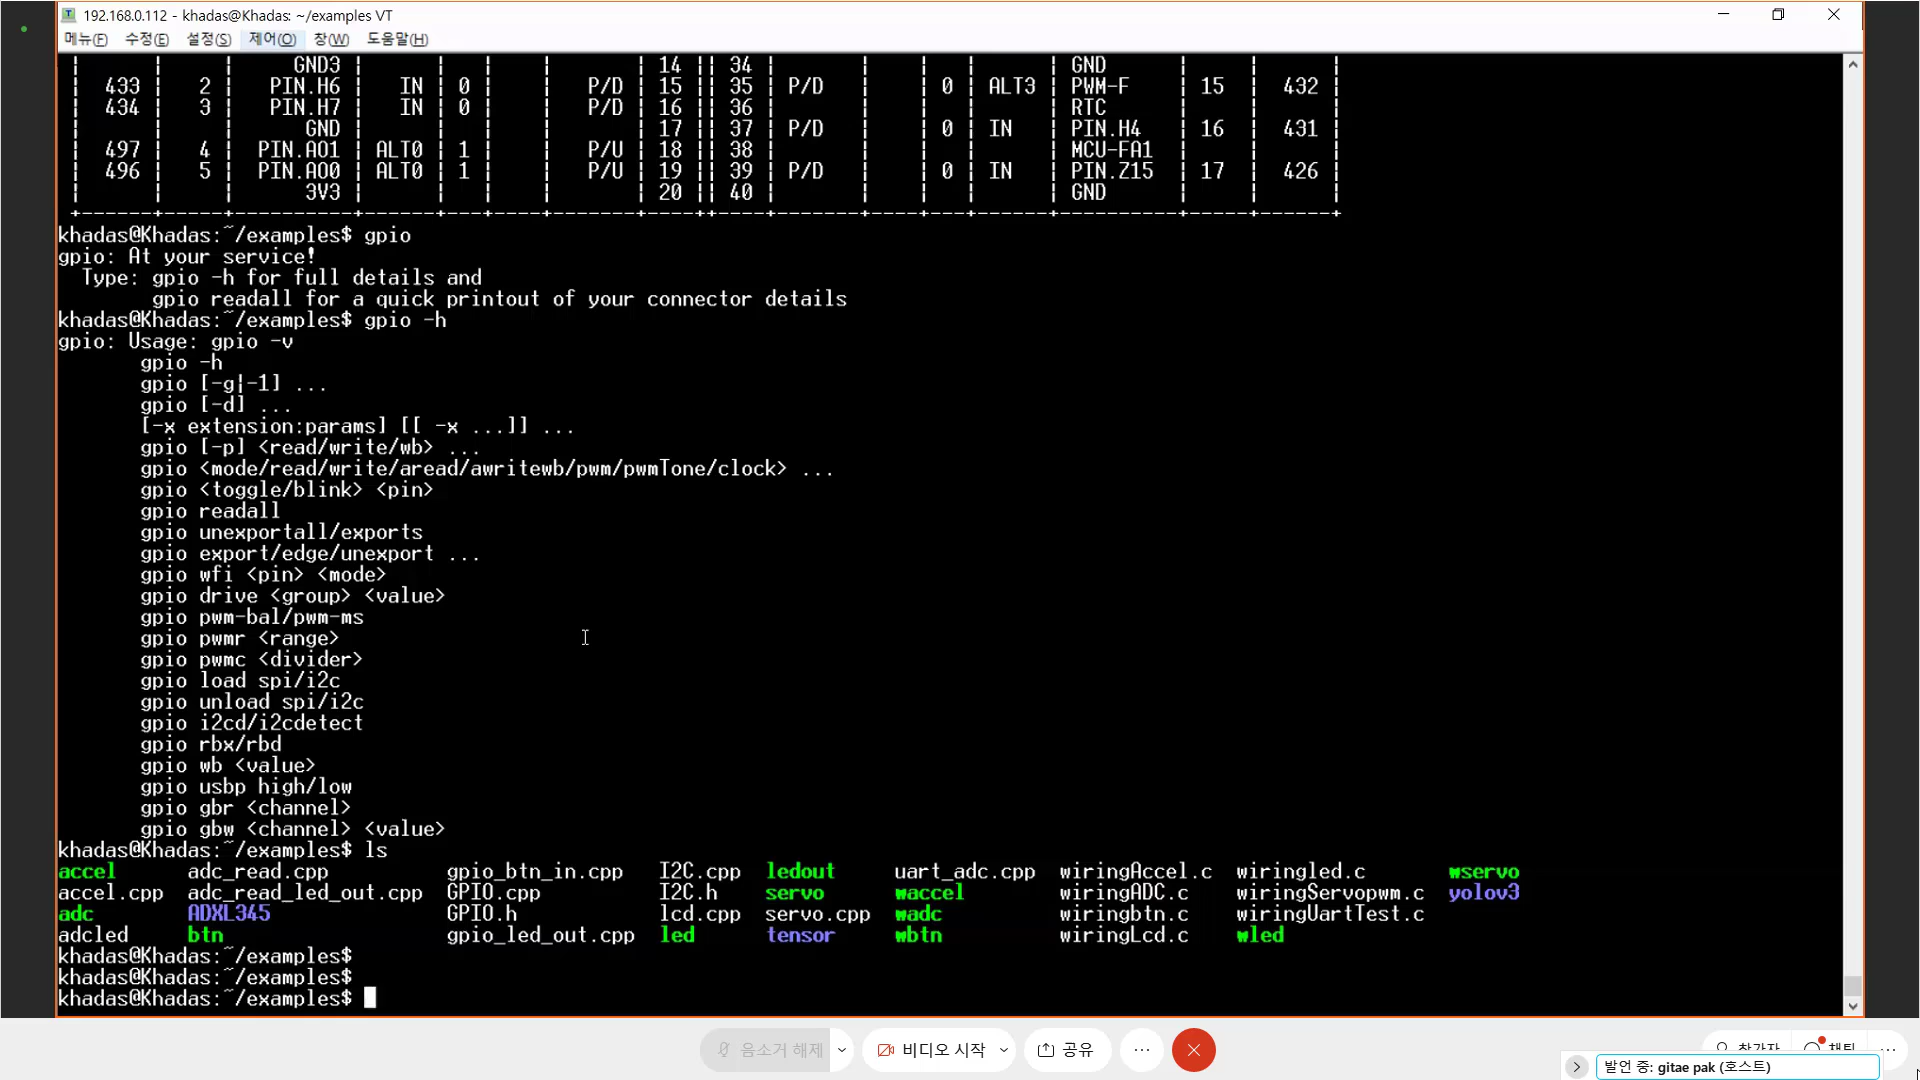 192.168.0.112 - khadas@Khadas: ~/examples VT
메뉴(F) 수정(E) 설정(S) 제어(O) 창(W) 도움말(H)
| | | GND3 | | | | | 14 || 34 | | | | | GND | | |
| 433 | 2 | PIN.H6 | IN | 0 | | P/D | 15 || 35 | P/D | | 0 | ALT3 | PWM-F | 15 | 432 |
| 434 | 3 | PIN.H7 | IN | 0 | | P/D | 16 || 36 | | | | | RTC | | |
| | | GND | | | | | 17 || 37 | P/D | | 0 | IN | PIN.H4 | 16 | 431 |
| 497 | 4 | PIN.AO1 | ALT0 | 1 | | P/U | 18 || 38 | | | | | MCU-FA1 | | |
| 496 | 5 | PIN.AO0 | ALT0 | 1 | | P/U | 19 || 39 | P/D | | 0 | IN | PIN.Z15 | 17 | 426 |
| | | 3V3 | | | | | 20 || 40 | | | | | GND | | |
+------+-----+----------+------+---+----+-------+----++----+-------+----+---+------+----------+-----+------+
khadas@Khadas:~/examples$ gpio
gpio: At your service!
Type: gpio -h for full details and
gpio readall for a quick printout of your connector details
khadas@Khadas:~/examples$ gpio -h
gpio: Usage: gpio -v
gpio -h
gpio [-g|-1] ...
gpio [-d] ...
[-x extension:params] [[ -x ...]] ...
gpio [-p] <read/write/wb> ...
gpio <mode/read/write/aread/awritewb/pwm/pwmTone/clock> ...
gpio <toggle/blink> <pin>
gpio readall
gpio unexportall/exports
gpio export/edge/unexport ...
gpio wfi <pin> <mode>
gpio drive <group> <value>
gpio pwm-bal/pwm-ms
gpio pwmr <range>
gpio pwmc <divider>
gpio load spi/i2c
gpio unload spi/i2c
gpio i2cd/i2cdetect
gpio rbx/rbd
gpio wb <value>
gpio usbp high/low
gpio gbr <channel>
gpio gbw <channel> <value>
khadas@Khadas:~/examples$ ls
accel adc_read.cpp gpio_btn_in.cpp I2C.cpp ledout uart_adc.cpp wiringAccel.c wiringled.c wservo
accel.cpp adc_read_led_out.cpp GPIO.cpp I2C.h servo waccel wiringADC.c wiringServopwm.c yolov3
adc ADXL345 GPIO.h lcd.cpp servo.cpp wadc wiringbtn.c wiringUartTest.c
adcled btn gpio_led_out.cpp led tensor wbtn wiringLcd.c wled
khadas@Khadas:~/examples$
khadas@Khadas:~/examples$
khadas@Khadas:~/examples$
음소거 해제 비디오 시작 공유 ... ...
발언 중: gitae pak (호스트)